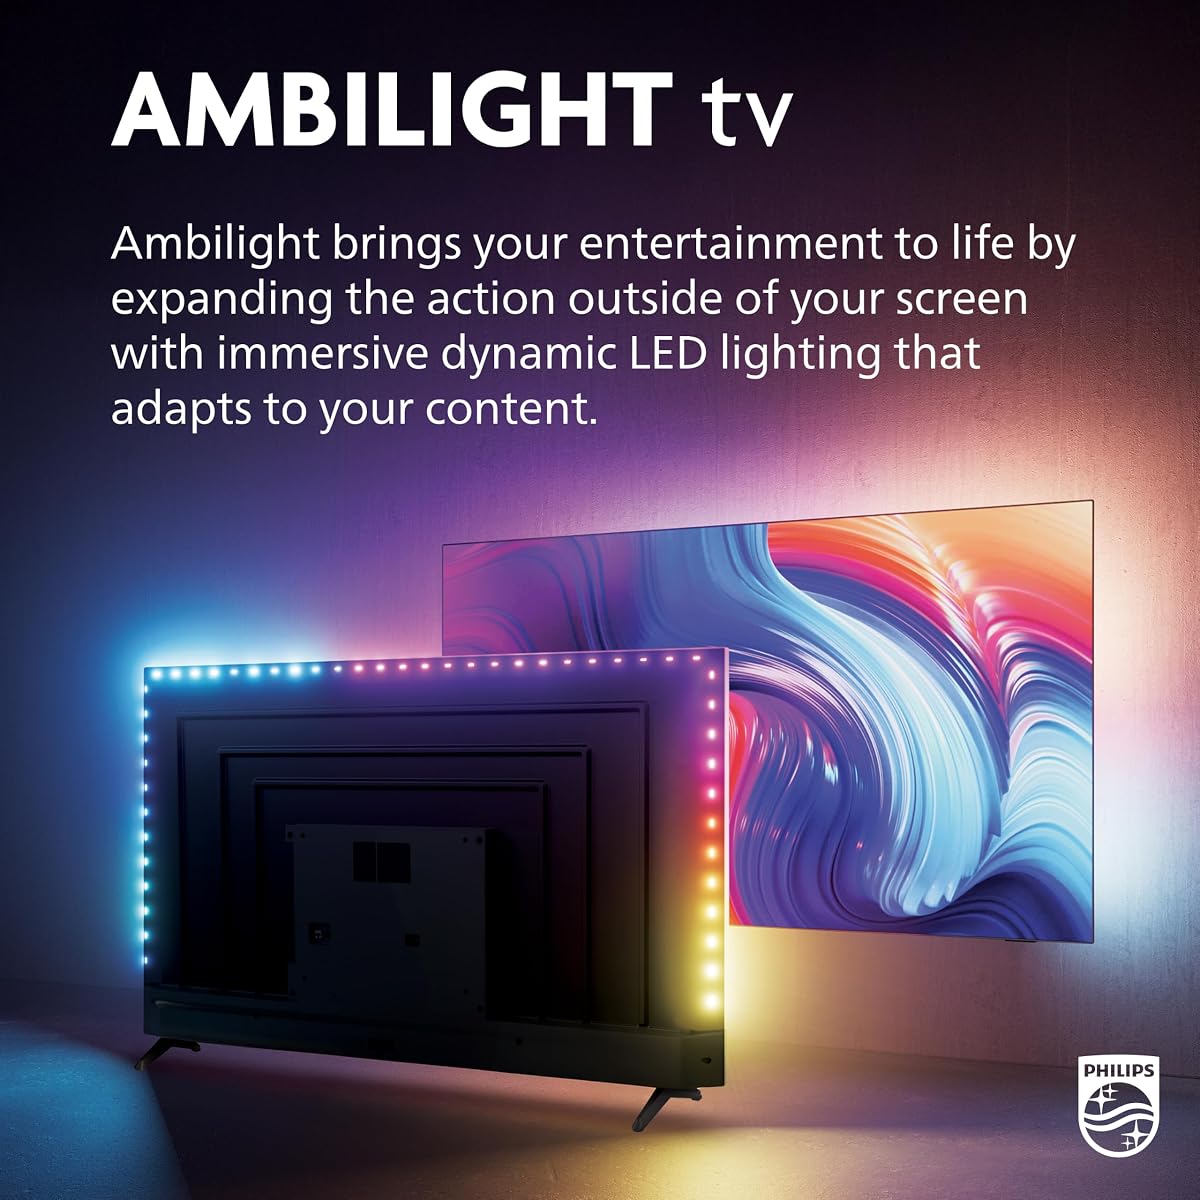 AMBILIGHT tv
Ambilight brings your entertainment to life by
expanding the action outside of your screen
with immersive dynamic LED lighting that
adapts to your content.
PHILIPS